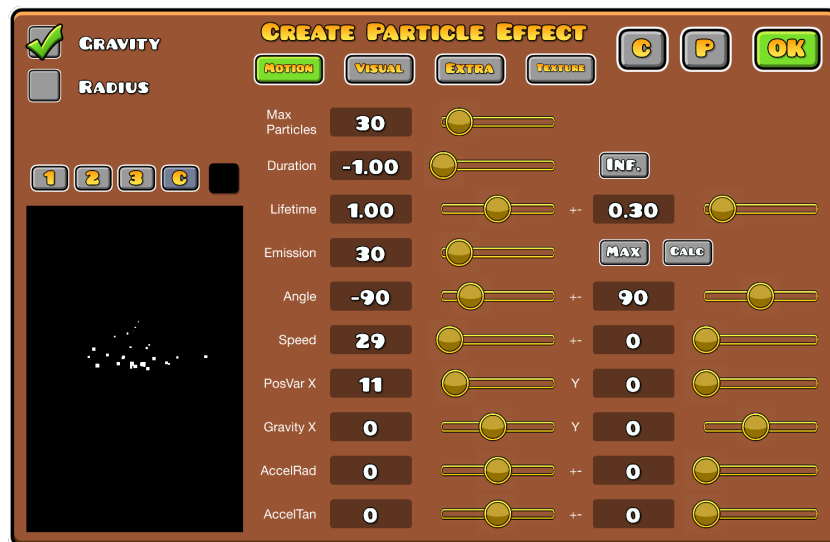 Create Particle Effect
Gravity
Radius
C P OK
Motion Visual Extra Texture
Max Particles 30
Duration -1.00 Inf.
1 2 3 C
Lifetime 1.00 +- 0.30
Emission 30 Max Calc
Angle -90 +- 90
Speed 29 +- 0
PosVar X 11 Y 0
Gravity X 0 Y 0
AccelRad 0 +- 0
AccelTan 0 +- 0